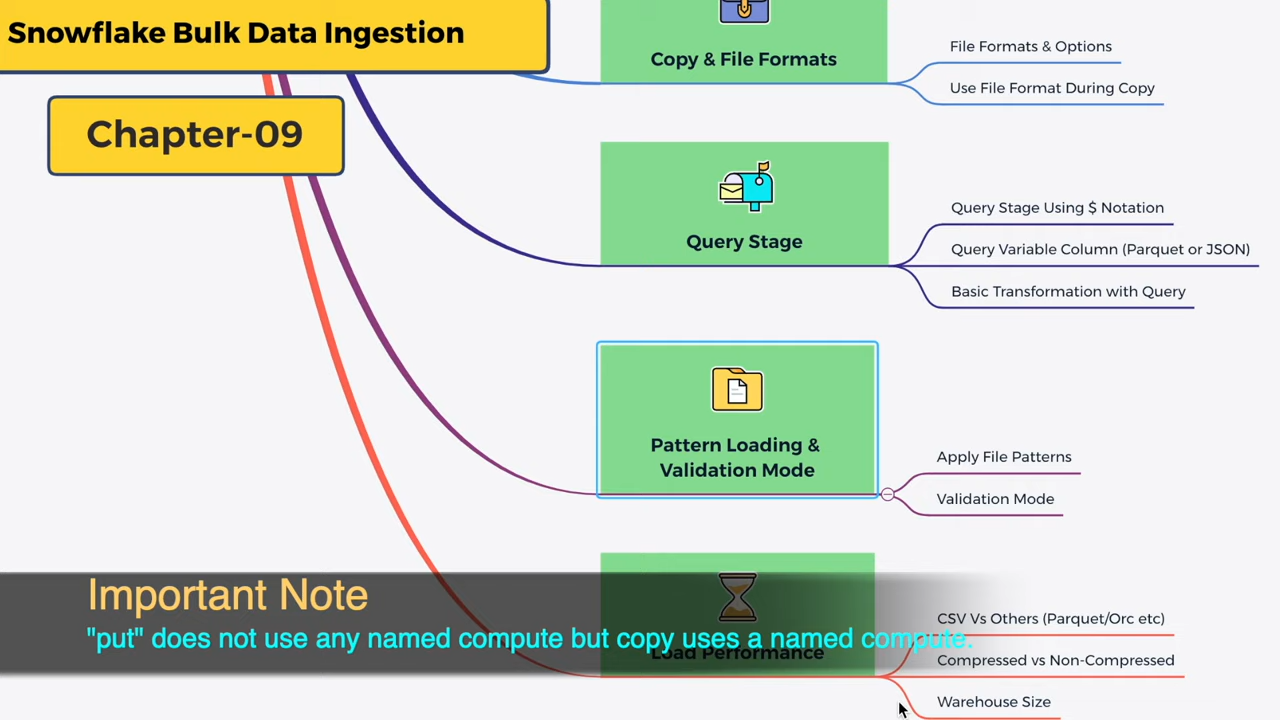 Snowflake Bulk Data Ingestion
Chapter-09
Copy & File Formats
File Formats & Options
Use File Format During Copy
Query Stage
Query Stage Using $ Notation
Query Variable Column (Parquet or JSON)
Basic Transformation with Query
Pattern Loading &
Validation Mode
Apply File Patterns
Validation Mode
Load Performance
CSV Vs Others (Parquet/Orc etc)
Compressed vs Non-Compressed
Warehouse Size
Important Note
"put" does not use any named compute but copy uses a named compute.